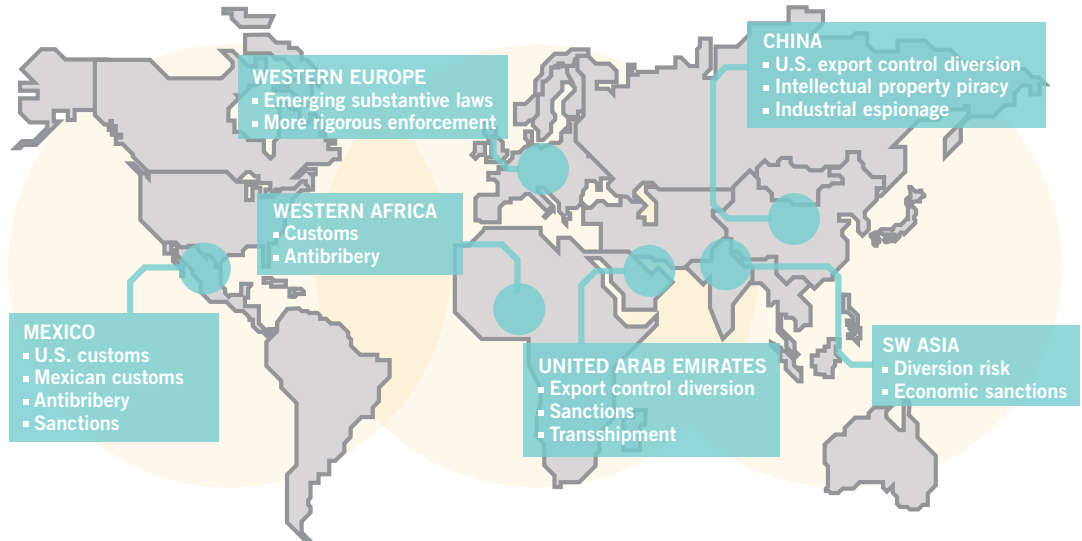 WESTERN EUROPE
▪ Emerging substantive laws
▪ More rigorous enforcement
CHINA
▪ U.S. export control diversion
▪ Intellectual property piracy
▪ Industrial espionage
WESTERN AFRICA
▪ Customs
▪ Antibribery
MEXICO
▪ U.S. customs
▪ Mexican customs
▪ Antibribery
▪ Sanctions
UNITED ARAB EMIRATES
▪ Export control diversion
▪ Sanctions
▪ Transshipment
SW ASIA
▪ Diversion risk
▪ Economic sanctions